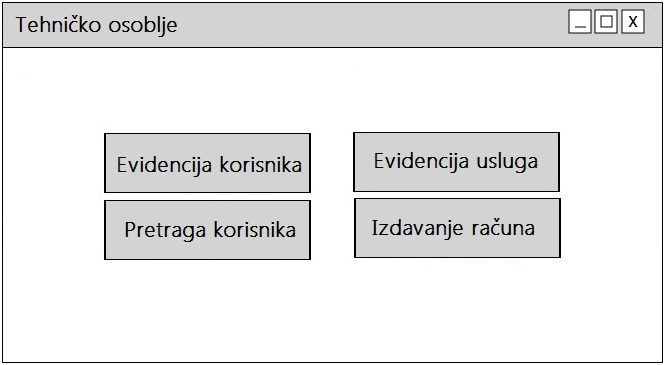 Tehničko osoblje
_ □ X
Evidencija korisnika
Evidencija usluga
Pretraga korisnika
Izdavanje računa